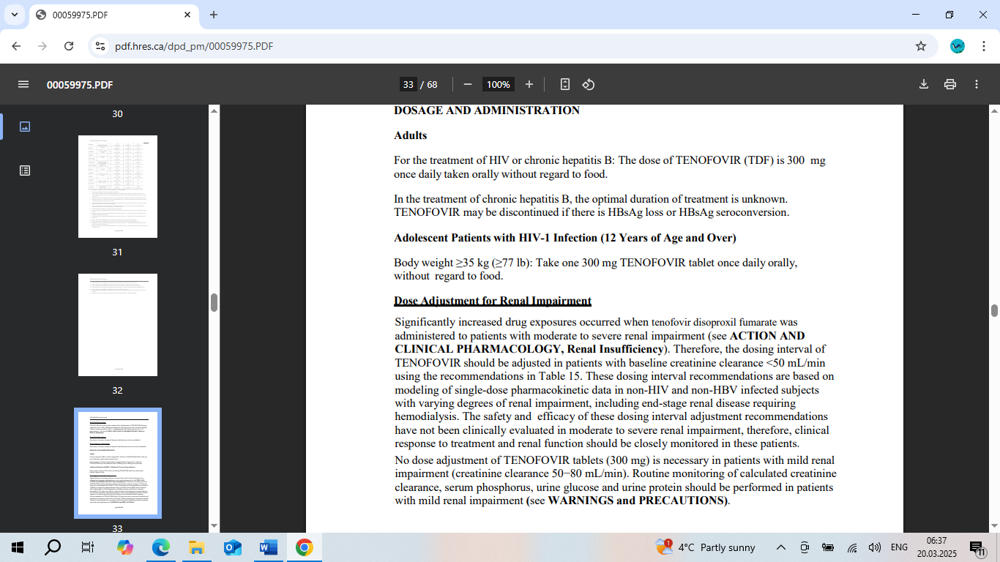 00059975.PDF
pdf.hres.ca/dpd_pm/00059975.PDF
00059975.PDF
33 / 68
100%
30
31
32
33
DOSAGE AND ADMINISTRATION
Adults
For the treatment of HIV or chronic hepatitis B: The dose of TENOFOVIR (TDF) is 300 mg
once daily taken orally without regard to food.
In the treatment of chronic hepatitis B, the optimal duration of treatment is unknown.
TENOFOVIR may be discontinued if there is HBsAg loss or HBsAg seroconversion.
Adolescent Patients with HIV-1 Infection (12 Years of Age and Over)
Body weight ≥35 kg (≥77 lb): Take one 300 mg TENOFOVIR tablet once daily orally,
without regard to food.
Dose Adjustment for Renal Impairment
Significantly increased drug exposures occurred when tenofovir disoproxil fumarate was
administered to patients with moderate to severe renal impairment (see ACTION AND
CLINICAL PHARMACOLOGY, Renal Insufficiency). Therefore, the dosing interval of
TENOFOVIR should be adjusted in patients with baseline creatinine clearance <50 mL/min
using the recommendations in Table 15. These dosing interval recommendations are based on
modeling of single-dose pharmacokinetic data in non-HIV and non-HBV infected subjects
with varying degrees of renal impairment, including end-stage renal disease requiring
hemodialysis. The safety and efficacy of these dosing interval adjustment recommendations
have not been clinically evaluated in moderate to severe renal impairment, therefore, clinical
response to treatment and renal function should be closely monitored in these patients.
No dose adjustment of TENOFOVIR tablets (300 mg) is necessary in patients with mild renal
impairment (creatinine clearance 50−80 mL/min). Routine monitoring of calculated creatinine
clearance, serum phosphorus, urine glucose and urine protein should be performed in patients
with mild renal impairment (see WARNINGS and PRECAUTIONS).
1
4°C Partly sunny
ENG
06:37
20.03.2025
11